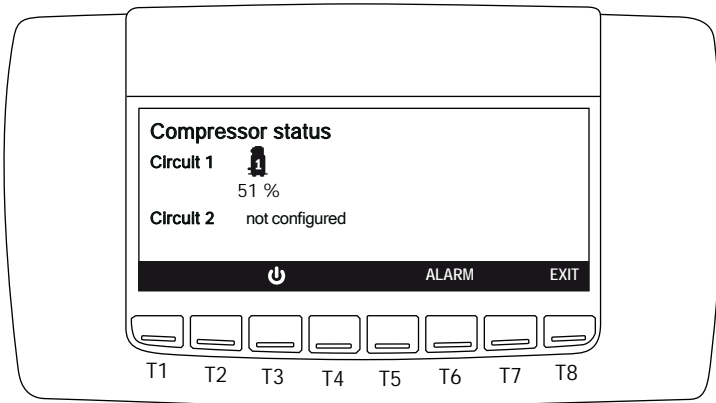 Compressor status
Circuit 1 1
51 %
Circuit 2 not configured
ALARM EXIT
T1 T2 T3 T4 T5 T6 T7 T8